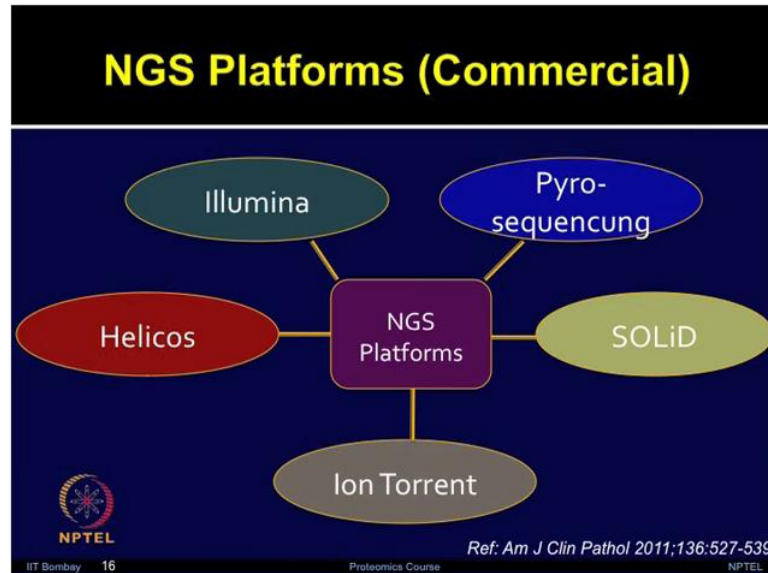 NGS Platforms (Commercial)
Illumina
Pyro-
sequencung
Helicos
NGS
Platforms
SOLiD
Ion Torrent
NPTEL
Ref: Am J Clin Pathol 2011;136:527-539
IIT Bombay 16 Proteomics Course NPTEL